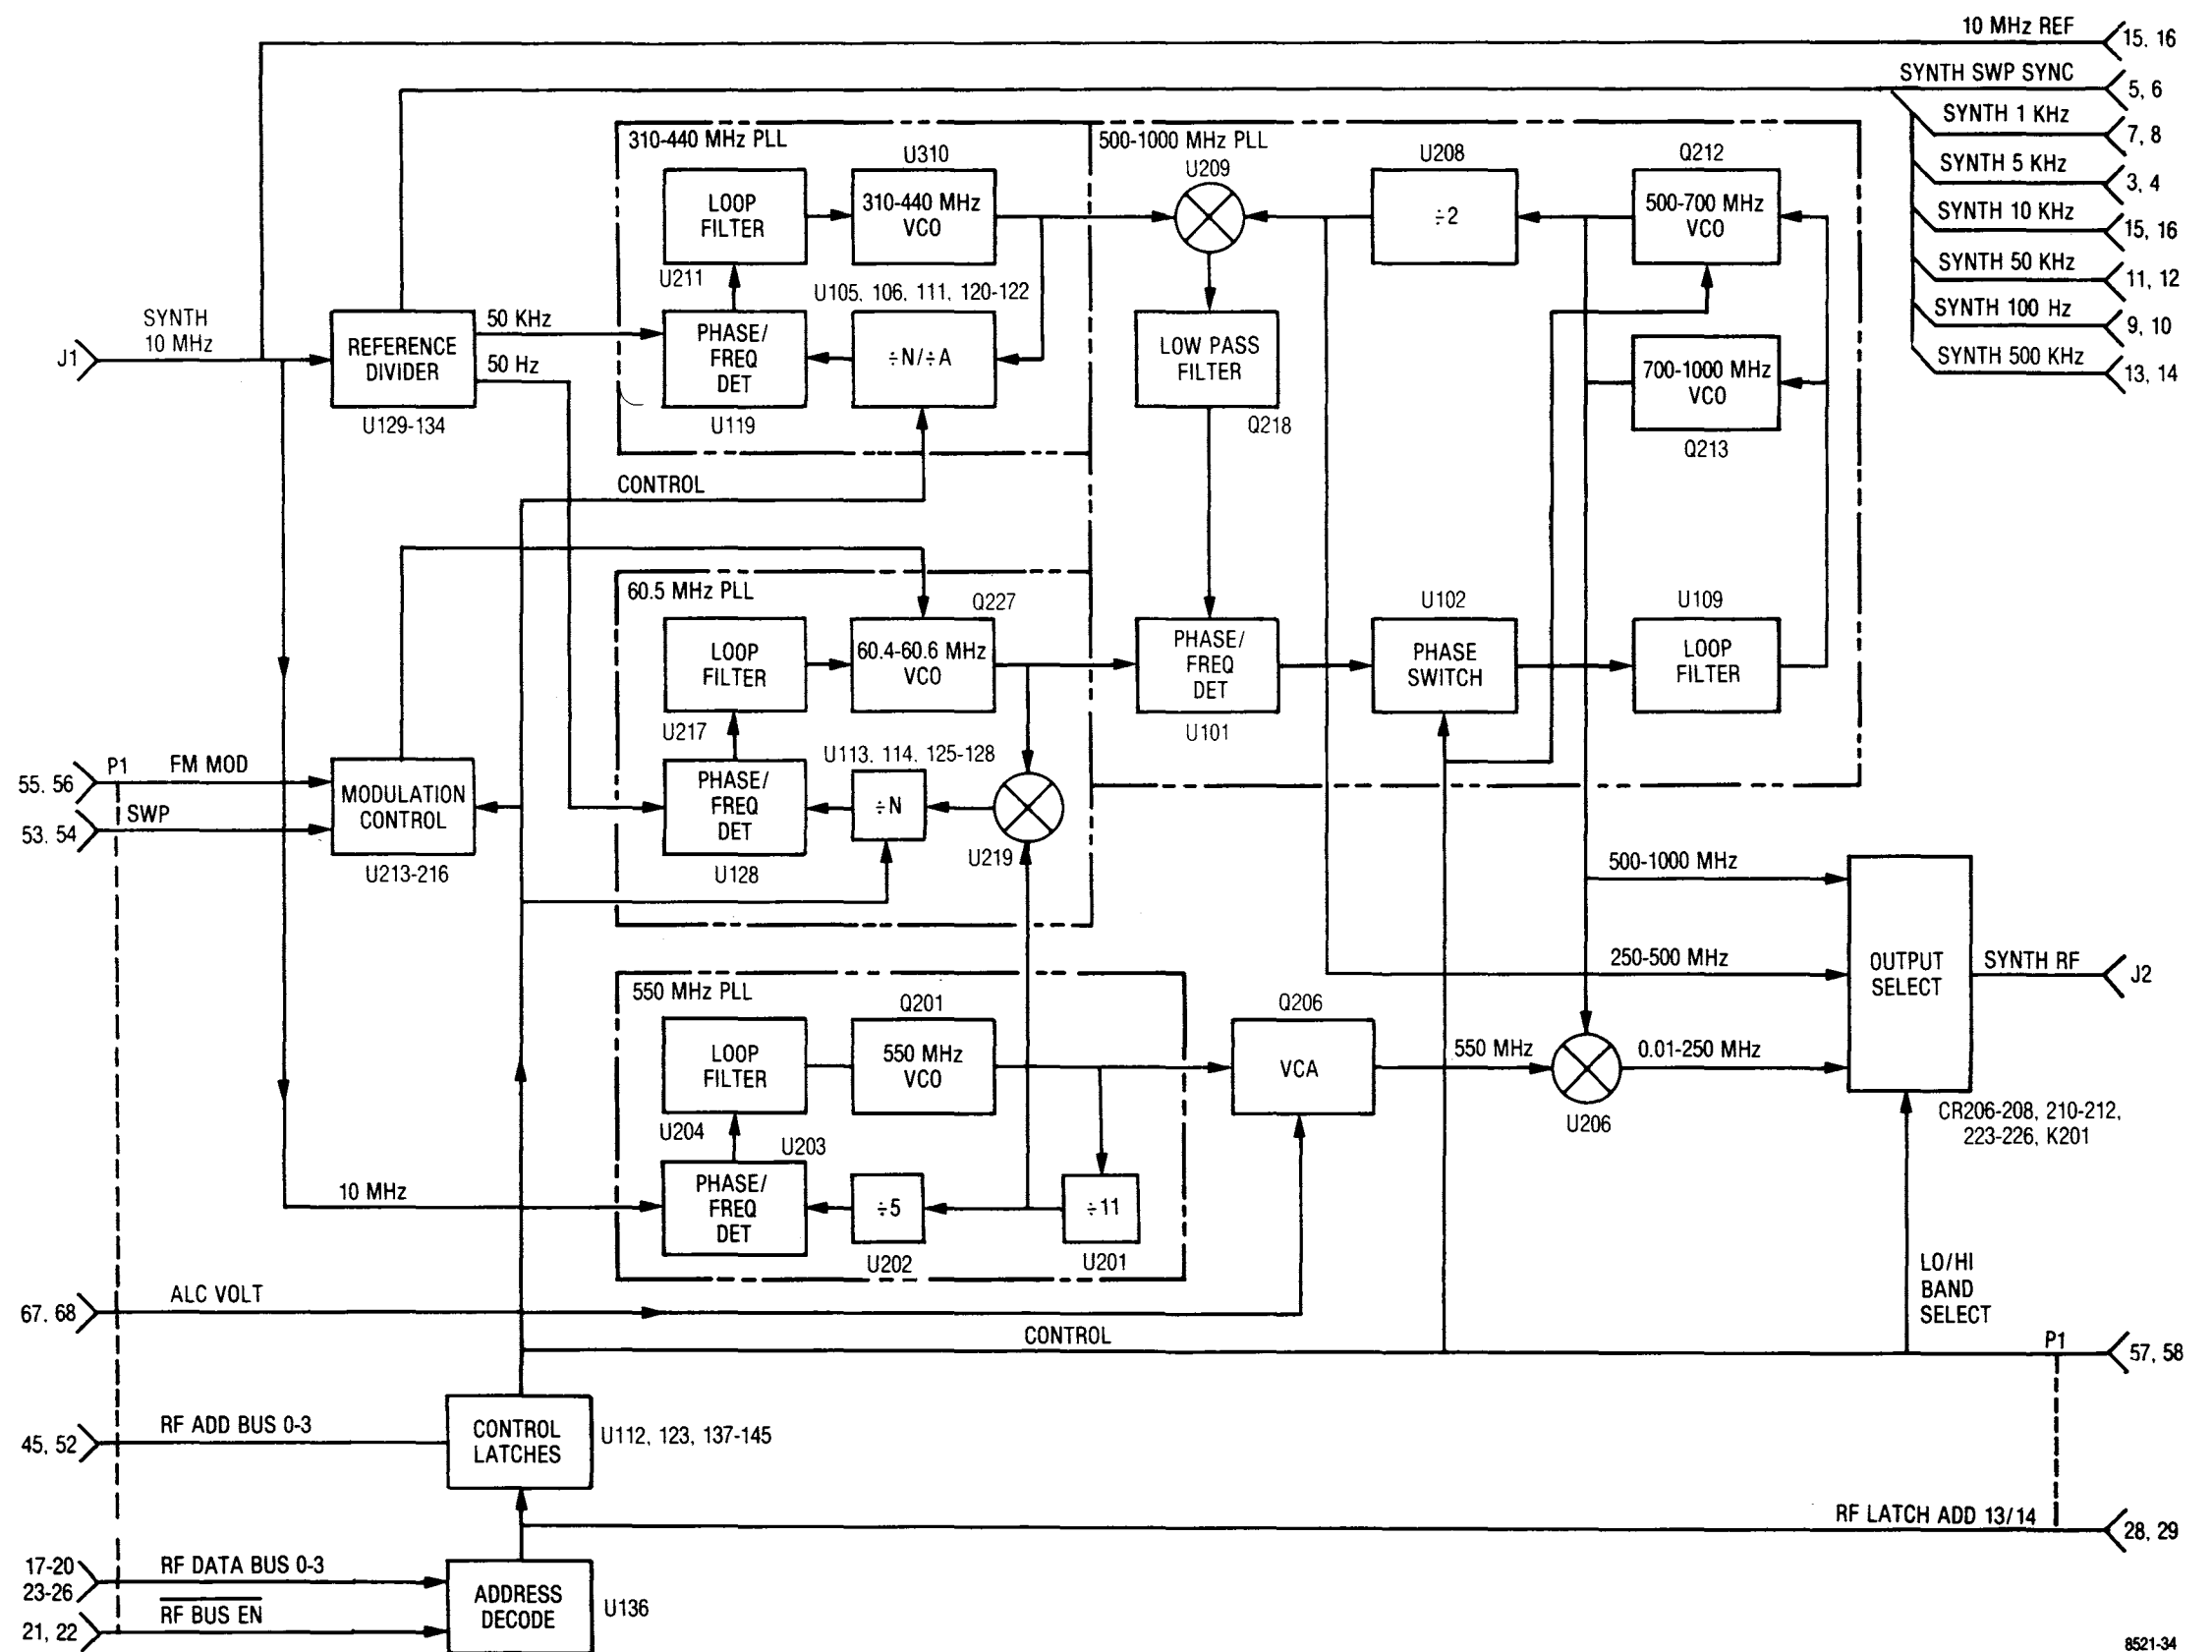 10 MHz REF
15, 16
SYNTH SWP SYNC
5, 6
SYNTH 1 KHz
7, 8
SYNTH 5 KHz
3, 4
SYNTH 10 KHz
15, 16
SYNTH 50 KHz
11, 12
SYNTH 100 Hz
9, 10
SYNTH 500 KHz
13, 14
310-440 MHz PLL
LOOP
FILTER
U211
U310
310-440 MHz
VCO
U105, 106, 111, 120-122
PHASE/
FREQ
DET
U119
÷N/÷A
500-1000 MHz PLL
U209
U208
÷2
Q212
500-700 MHz
VCO
LOW PASS
FILTER
Q218
700-1000 MHz
VCO
Q213
J1
SYNTH
10 MHz
REFERENCE
DIVIDER
U129-134
50 KHz
50 Hz
CONTROL
60.5 MHz PLL
LOOP
FILTER
U217
Q227
60.4-60.6 MHz
VCO
U113, 114, 125-128
PHASE/
FREQ
DET
U128
÷N
U219
PHASE/
FREQ
DET
U101
U102
PHASE
SWITCH
U109
LOOP
FILTER
55, 56
P1
FM MOD
53, 54
SWP
MODULATION
CONTROL
U213-216
550 MHz PLL
LOOP
FILTER
U204
Q201
550 MHz
VCO
U203
PHASE/
FREQ
DET
÷5
U202
÷11
U201
10 MHz
Q206
VCA
550 MHz
U206
500-1000 MHz
250-500 MHz
0.01-250 MHz
OUTPUT
SELECT
SYNTH RF
J2
CR206-208, 210-212,
223-226, K201
LO/HI
BAND
SELECT
67, 68
ALC VOLT
CONTROL
P1
57, 58
45, 52
RF ADD BUS 0-3
CONTROL
LATCHES
U112, 123, 137-145
RF LATCH ADD 13/14
28, 29
17-20
23-26
RF DATA BUS 0-3
21, 22
RF BUS EN
ADDRESS
DECODE
U136
8521-34